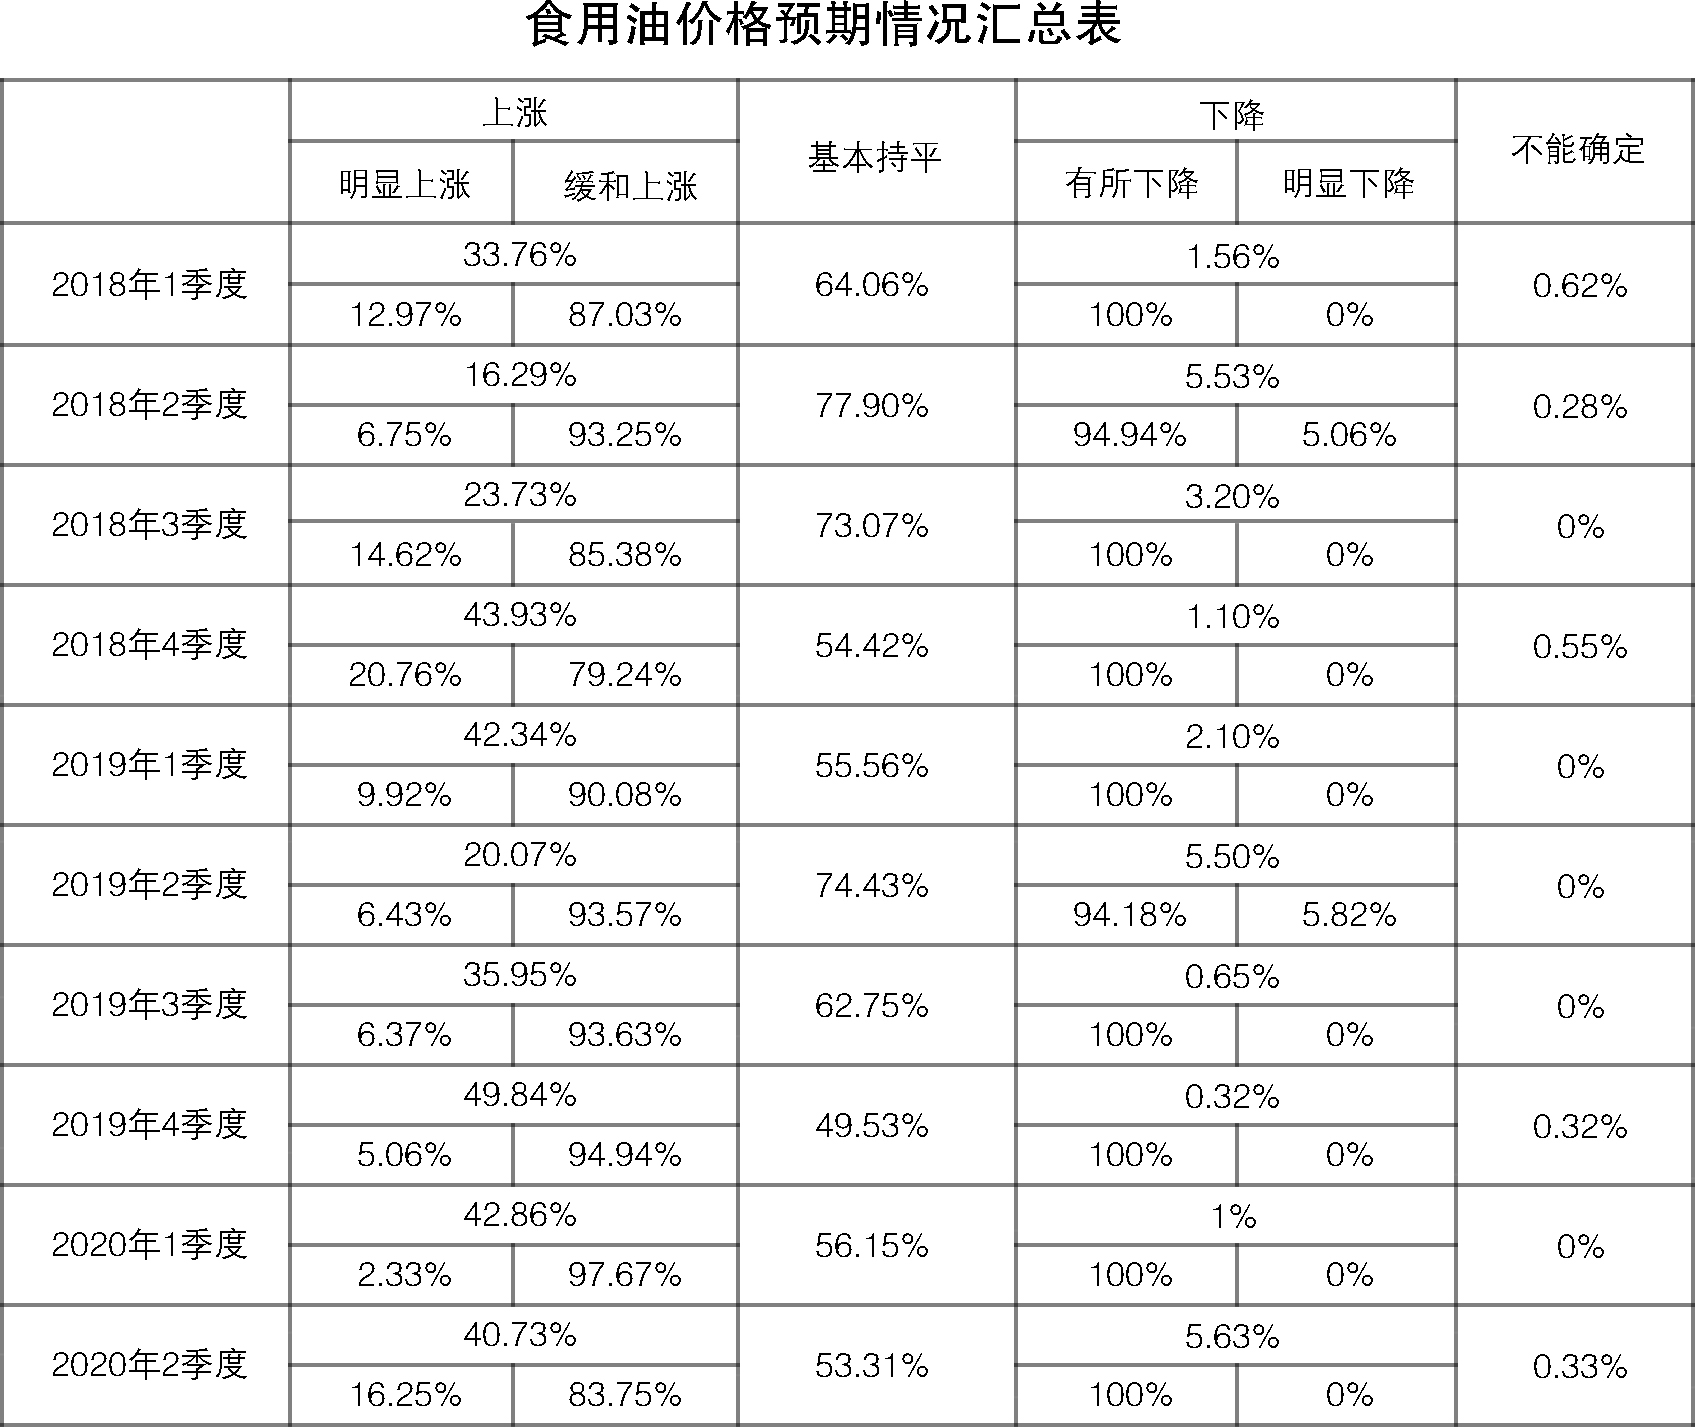 食用油价格预期情况汇总表
上涨 基本持平 下降 不能确定
明显上涨 缓和上涨 有所下降 明显下降
2018年1季度 33.76% 64.06% 1.56% 0.62%
12.97% 87.03% 100% 0%
2018年2季度 16.29% 77.90% 5.53% 0.28%
6.75% 93.25% 94.94% 5.06%
2018年3季度 23.73% 73.07% 3.20% 0%
14.62% 85.38% 100% 0%
2018年4季度 43.93% 54.42% 1.10% 0.55%
20.76% 79.24% 100% 0%
2019年1季度 42.34% 55.56% 2.10% 0%
9.92% 90.08% 100% 0%
2019年2季度 20.07% 74.43% 5.50% 0%
6.43% 93.57% 94.18% 5.82%
2019年3季度 35.95% 62.75% 0.65% 0%
6.37% 93.63% 100% 0%
2019年4季度 49.84% 49.53% 0.32% 0.32%
5.06% 94.94% 100% 0%
2020年1季度 42.86% 56.15% 1% 0%
2.33% 97.67% 100% 0%
2020年2季度 40.73% 53.31% 5.63% 0.33%
16.25% 83.75% 100% 0%